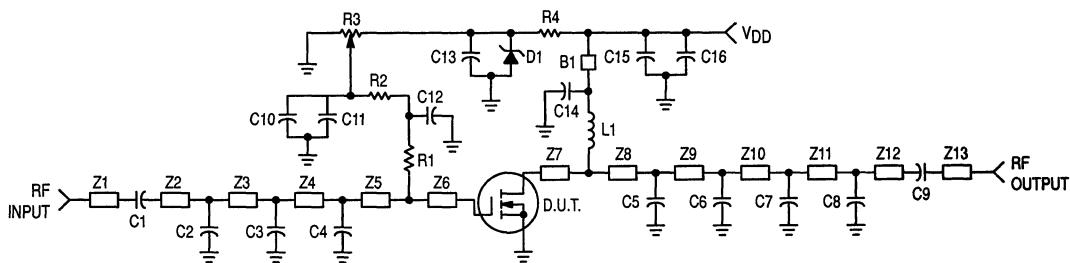 R3
R4
V_DD
C13
D1
B1
C15
C16
R2
C12
C14
C10
C11
L1
R1
Z7
Z8
Z9
Z10
Z11
Z12
Z13
RF
INPUT
Z1
Z2
Z3
Z4
Z5
Z6
RF
OUTPUT
C1
D.U.T.
C9
C2
C3
C4
C5
C6
C7
C8